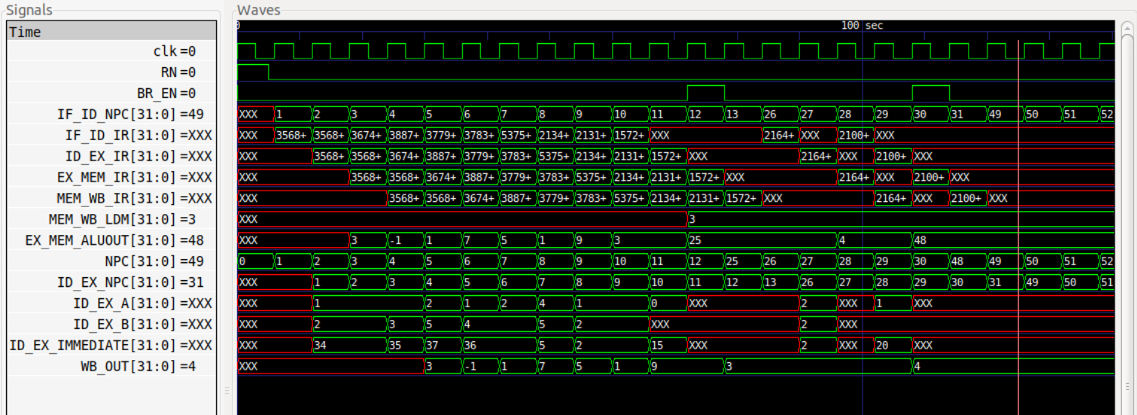 Signals Waves
Time 0 100 sec
clk=0
RN=0
BR_EN=0
IF_ID_NPC[31:0]=49 XXX 1 2 3 4 5 6 7 8 9 10 11 12 13 26 27 28 29 30 31 49 50 51 52
IF_ID_IR[31:0]=XXX XXX 3568+ 3568+ 3674+ 3887+ 3779+ 3783+ 5375+ 2134+ 2131+ 1572+ XXX 2164+ XXX 2100+ XXX
ID_EX_IR[31:0]=XXX XXX 3568+ 3568+ 3674+ 3887+ 3779+ 3783+ 5375+ 2134+ 2131+ 1572+ XXX 2164+ XXX 2100+ XXX
EX_MEM_IR[31:0]=XXX XXX 3568+ 3568+ 3674+ 3887+ 3779+ 3783+ 5375+ 2134+ 2131+ 1572+ XXX 2164+ XXX 2100+ XXX
MEM_WB_IR[31:0]=XXX XXX 3568+ 3568+ 3674+ 3887+ 3779+ 3783+ 5375+ 2134+ 2131+ 1572+ XXX 2164+ XXX 2100+ XXX
MEM_WB_LDM[31:0]=3 XXX 3
EX_MEM_ALUOUT[31:0]=48 XXX 3 -1 1 7 5 1 9 3 25 4 48
NPC[31:0]=49 0 1 2 3 4 5 6 7 8 9 10 11 12 25 26 27 28 29 30 48 49 50 51 52
ID_EX_NPC[31:0]=31 XXX 1 2 3 4 5 6 7 8 9 10 11 12 13 26 27 28 29 30 31 49 50 51
ID_EX_A[31:0]=XXX XXX 1 2 1 2 4 1 0 XXX 2 XXX 1 XXX
ID_EX_B[31:0]=XXX XXX 2 3 5 4 5 2 XXX 2 XXX
ID_EX_IMMEDIATE[31:0]=XXX XXX 34 35 37 36 5 2 15 XXX 2 XXX 20 XXX
WB_OUT[31:0]=4 XXX 3 -1 1 7 5 1 9 3 4